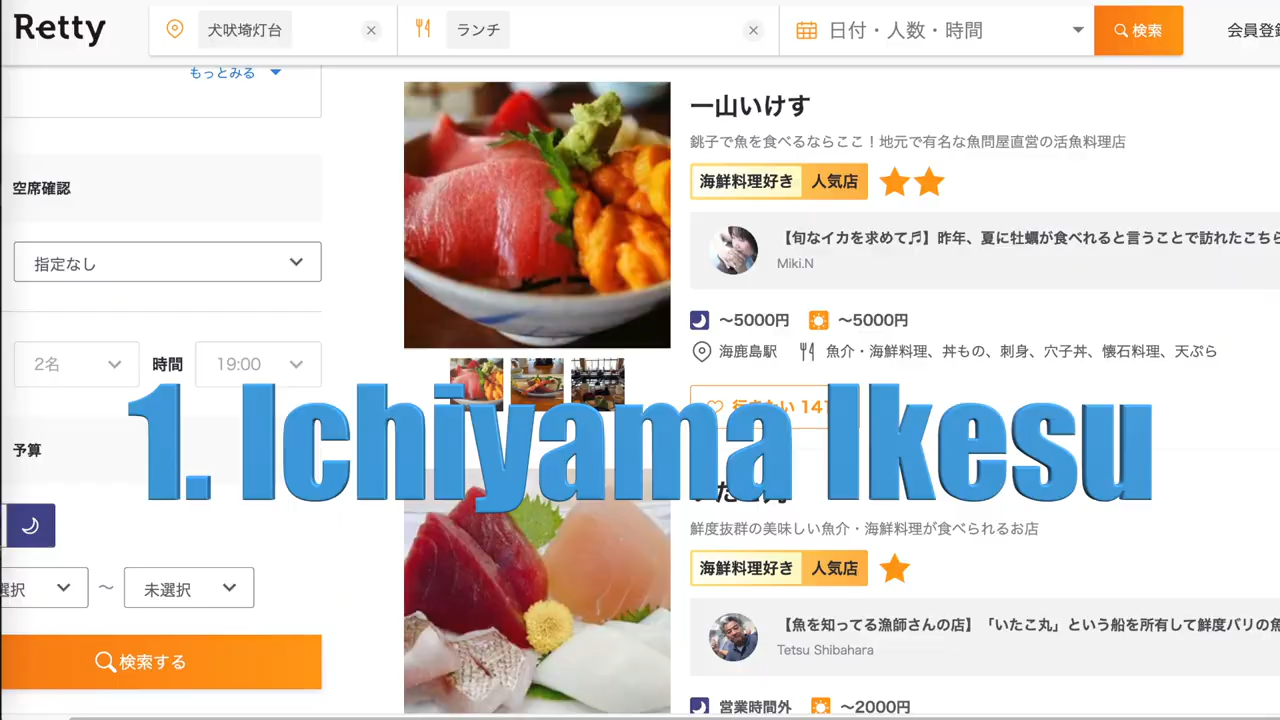 Retty
犬吠埼灯台
ランチ
日付・人数・時間
検索
会員登
もっとみる
空席確認
指定なし
2名
時間
19:00
予算
選択
〜
未選択
検索する
一山いけす
銚子で魚を食べるならここ！地元で有名な魚問屋直営の活魚料理店
海鮮料理好き 人気店
【旬なイカを求めて♬】昨年、夏に牡蠣が食べれると言うことで訪れたこちら
Miki.N
〜5000円 〜5000円
海鹿島駅 魚介・海鮮料理、丼もの、刺身、穴子丼、懐石料理、天ぷら
行きたい 141
1. Ichiyama Ikesu
鮮度抜群の美味しい魚介・海鮮料理が食べられるお店
海鮮料理好き 人気店
【魚を知ってる漁師さんの店】「いたこ丸」という船を所有して鮮度バリの魚
Tetsu Shibahara
営業時間外 〜2000円